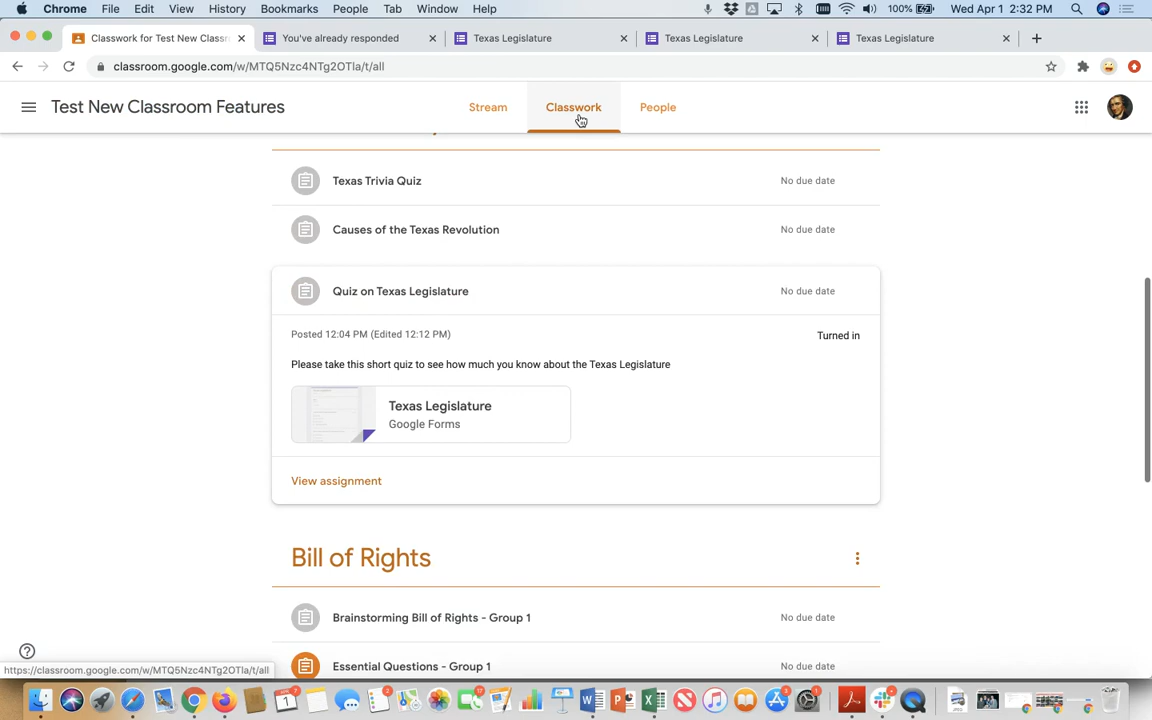 Chrome File Edit View History Bookmarks People Tab Window Help 100% Wed Apr 1 2:32 PM
Classwork for Test New Classr You've already responded Texas Legislature Texas Legislature Texas Legislature
classroom.google.com/w/MTQ5Nzc4NTg2OTIa/t/all
Test New Classroom Features Stream Classwork People
Texas Trivia Quiz No due date
Causes of the Texas Revolution No due date
Quiz on Texas Legislature No due date
Posted 12:04 PM (Edited 12:12 PM) Turned in
Please take this short quiz to see how much you know about the Texas Legislature
Texas Legislature
Google Forms
View assignment
Bill of Rights
Brainstorming Bill of Rights - Group 1 No due date
Essential Questions - Group 1 No due date
https://classroom.google.com/w/MTQ5Nzc4NTg2OTIa/t/all